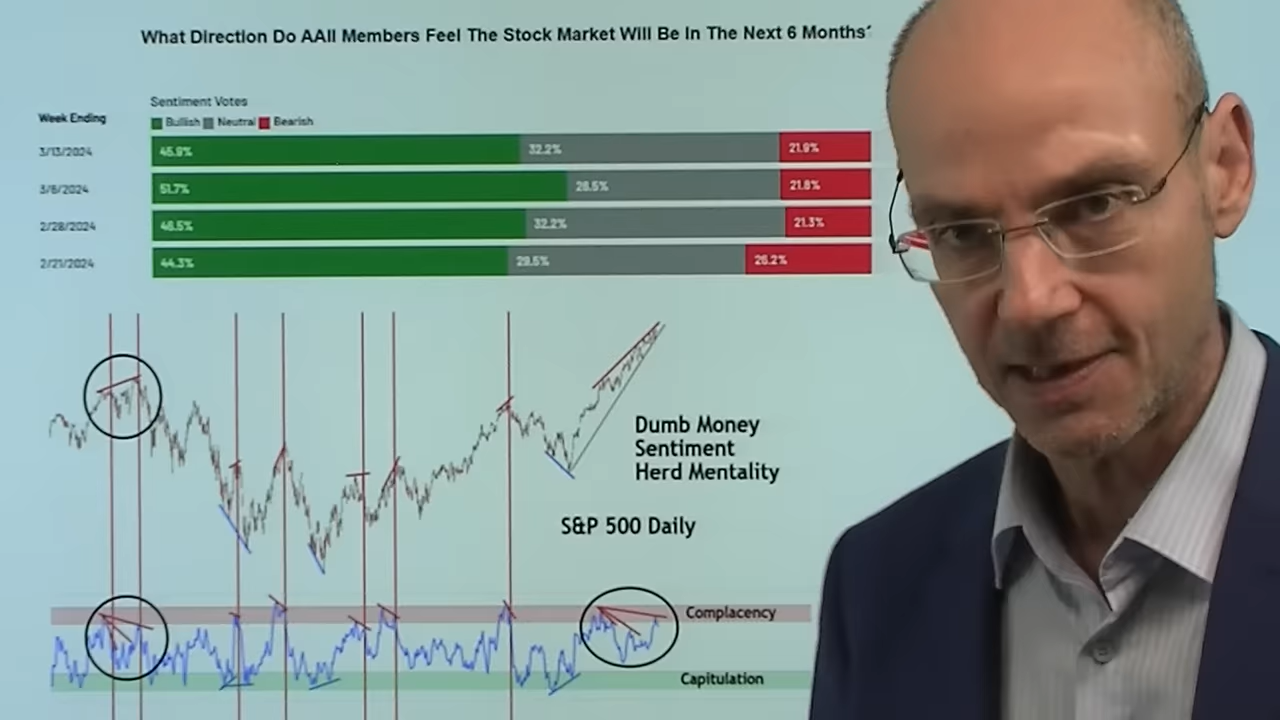 What Direction Do AAII Members Feel The Stock Market Will Be In The Next 6 Months
Sentiment Votes
Week Ending
Bullish Neutral Bearish
3/13/2024 45.9% 32.2% 21.9%
3/6/2024 51.7% 26.5% 21.8%
2/28/2024 46.5% 32.2% 21.3%
2/21/2024 44.3% 29.5% 26.2%
Dumb Money
Sentiment
Herd Mentality
S&P 500 Daily
Complacency
Capitulation